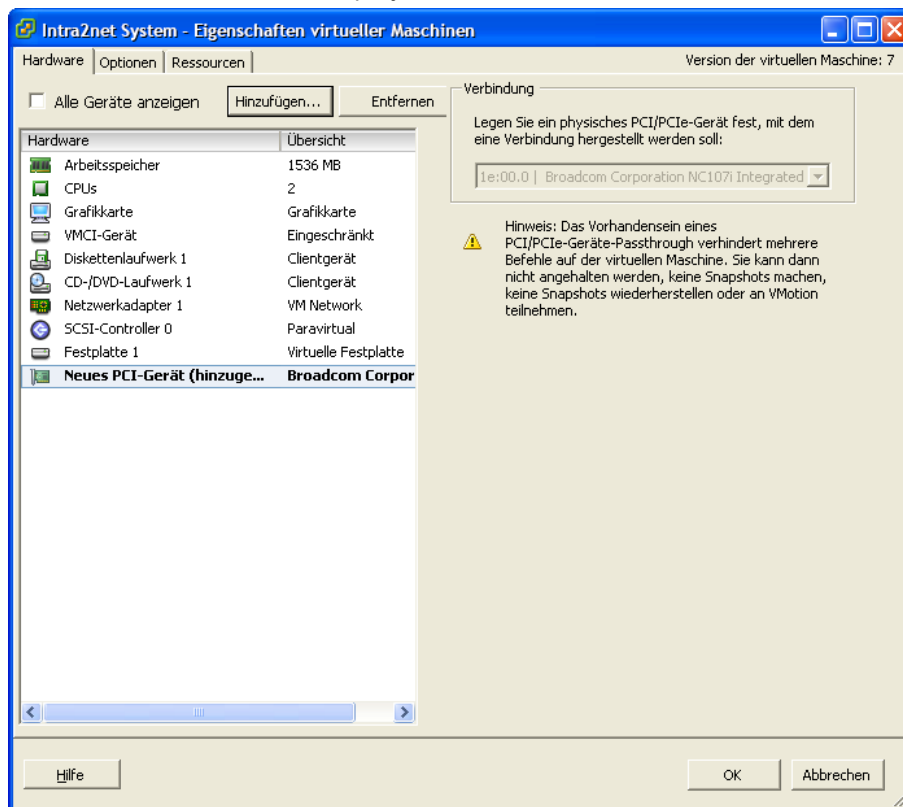 Intra2net System - Eigenschaften virtueller Maschinen
Hardware Optionen Ressourcen
Version der virtuellen Maschine: 7
Alle Geräte anzeigen Hinzufügen... Entfernen
Hardware Übersicht
Arbeitsspeicher 1536 MB
CPUs 2
Grafikkarte Grafikkarte
VMCI-Gerät Eingeschränkt
Diskettenlaufwerk 1 Clientgerät
CD-/DVD-Laufwerk 1 Clientgerät
Netzwerkadapter 1 VM Network
SCSI-Controller 0 Paravirtual
Festplatte 1 Virtuelle Festplatte
Neues PCI-Gerät (hinzuge... Broadcom Corpor
Verbindung
Legen Sie ein physisches PCI/PCIe-Gerät fest, mit dem
eine Verbindung hergestellt werden soll:
1e:00.0 | Broadcom Corporation NC107i Integrated
Hinweis: Das Vorhandensein eines
PCI/PCIe-Geräte-Passthrough verhindert mehrere
Befehle auf der virtuellen Maschine. Sie kann dann
nicht angehalten werden, keine Snapshots machen,
keine Snapshots wiederherstellen oder an VMotion
teilnehmen.
Hilfe OK Abbrechen